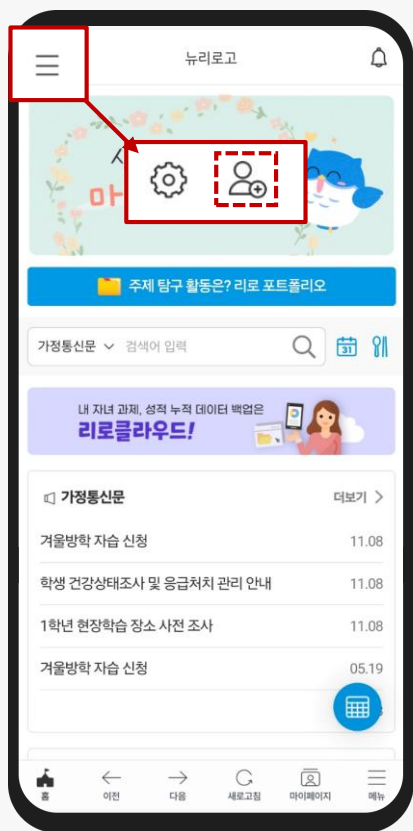 뉴리로고
주제 탐구 활동은? 리로 포트폴리오
가정통신문 검색어 입력
31
내 자녀 과제, 성적 누적 데이터 백업은
리로클라우드!
가정통신문 더보기 >
겨울방학 자습 신청 11.08
학생 건강상태조사 및 응급처치 관리 안내 11.08
1학년 현장학습 장소 사전 조사 11.08
겨울방학 자습 신청 05.19
홈 이전 다음 새로고침 마이페이지 메뉴